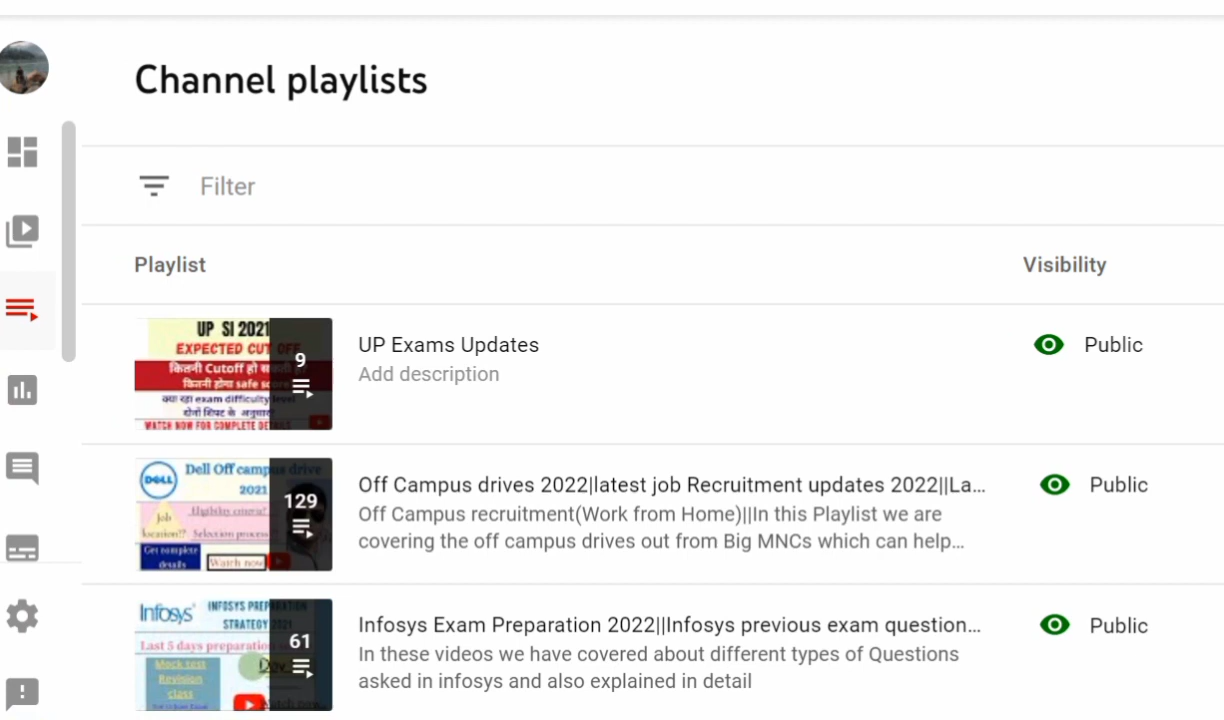 Channel playlists
Filter
Playlist
Visibility
UP SI 2021
EXPECTED CUT OFF
कितनी Cutoff हो सकती है?
कितनी होगा safe score
क्या रहा exam difficulty level
दोनों शिफ्ट के अनुसार
WATCH NOW FOR COMPLETE DETAILS
9
UP Exams Updates
Add description
Public
DELL
Dell Off campus drive
2021
Eligibility criteria?
Job
location??
Selection process?
Get complete
details
Watch now
129
Off Campus drives 2022|latest job Recruitment updates 2022||La...
Off Campus recruitment(Work from Home)||In this Playlist we are
covering the off campus drives out from Big MNCs which can help...
Public
Infosys
INFOSYS PREPARATION
STRATEGY 2021
Last 5 days preparation
Mock test
Revision
class
Day
61
Infosys Exam Preparation 2022||Infosys previous exam question...
In these videos we have covered about different types of Questions
asked in infosys and also explained in detail
Public